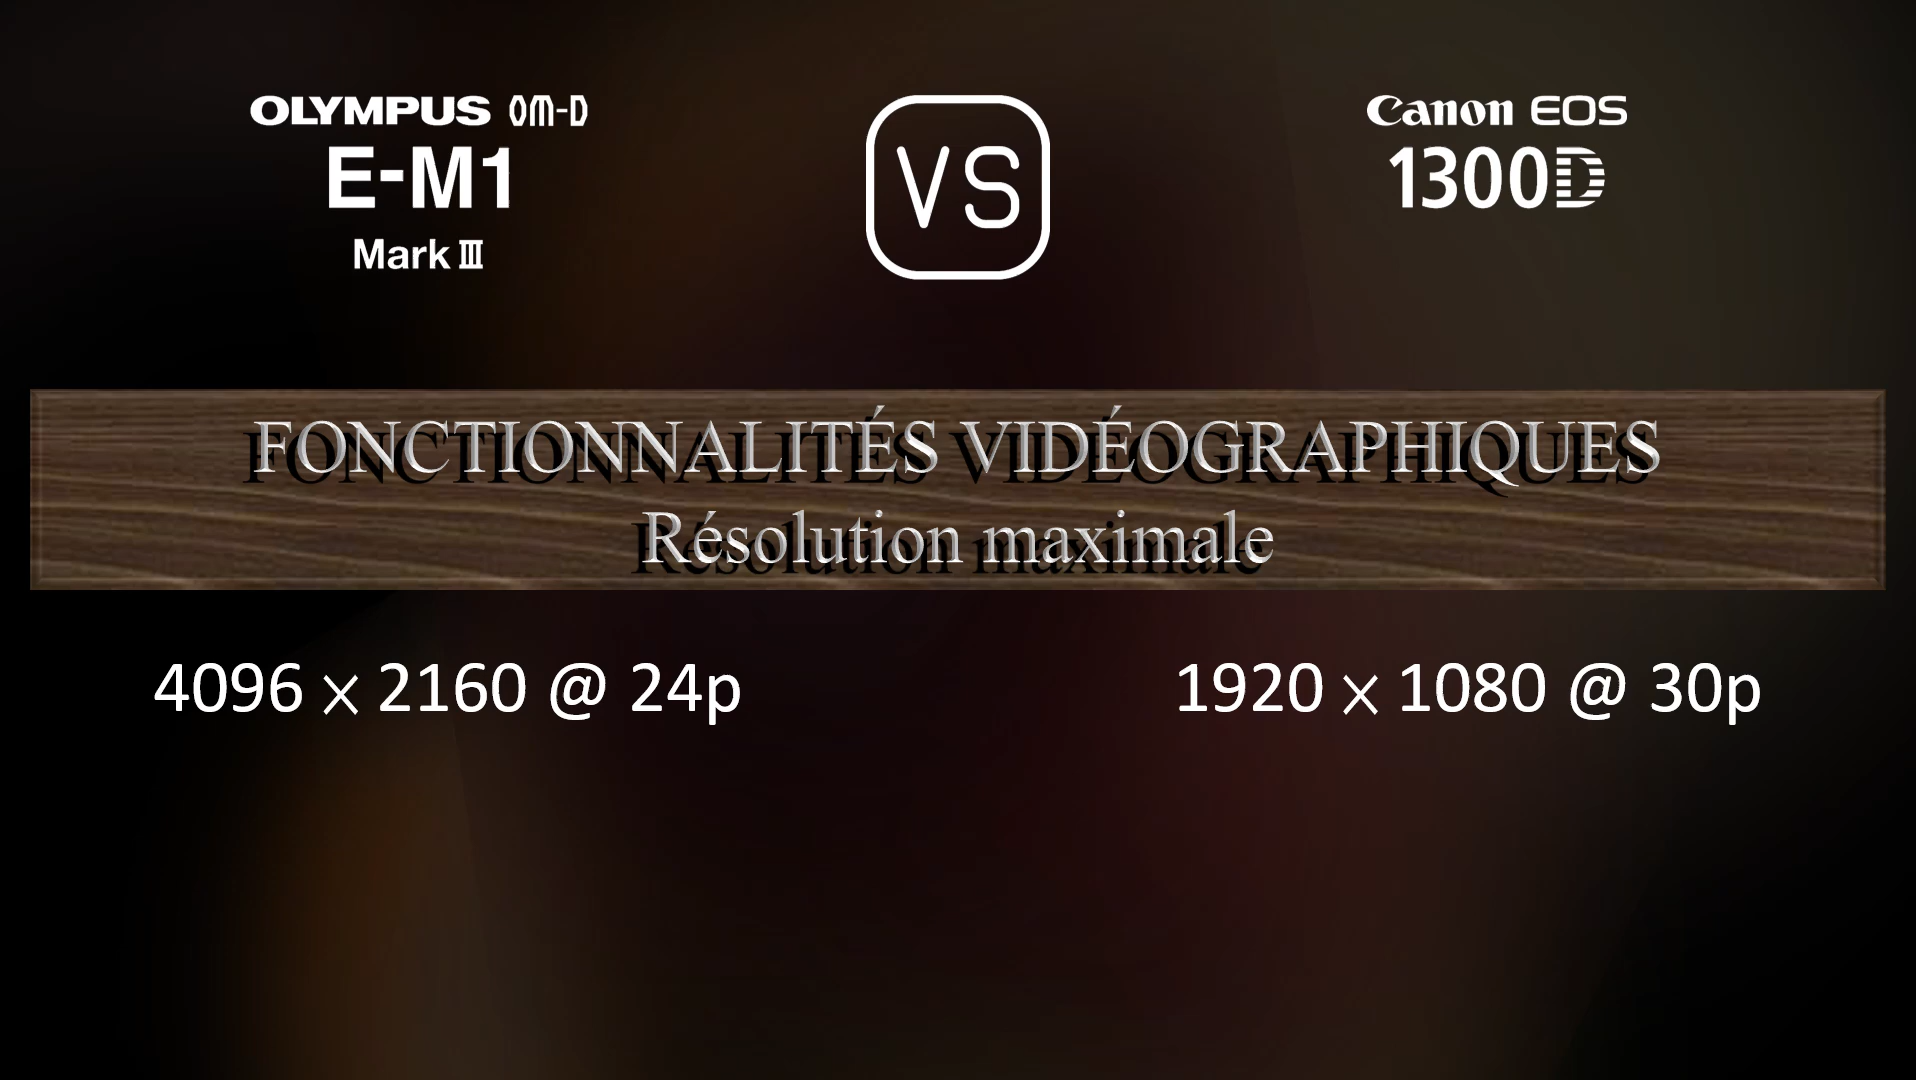 OLYMPUS OM-D
E-M1
Mark III
VS
Canon EOS
1300D
FONCTIONNALITÉS VIDÉOGRAPHIQUES
Résolution maximale
4096 x 2160 @ 24p
1920 x 1080 @ 30p